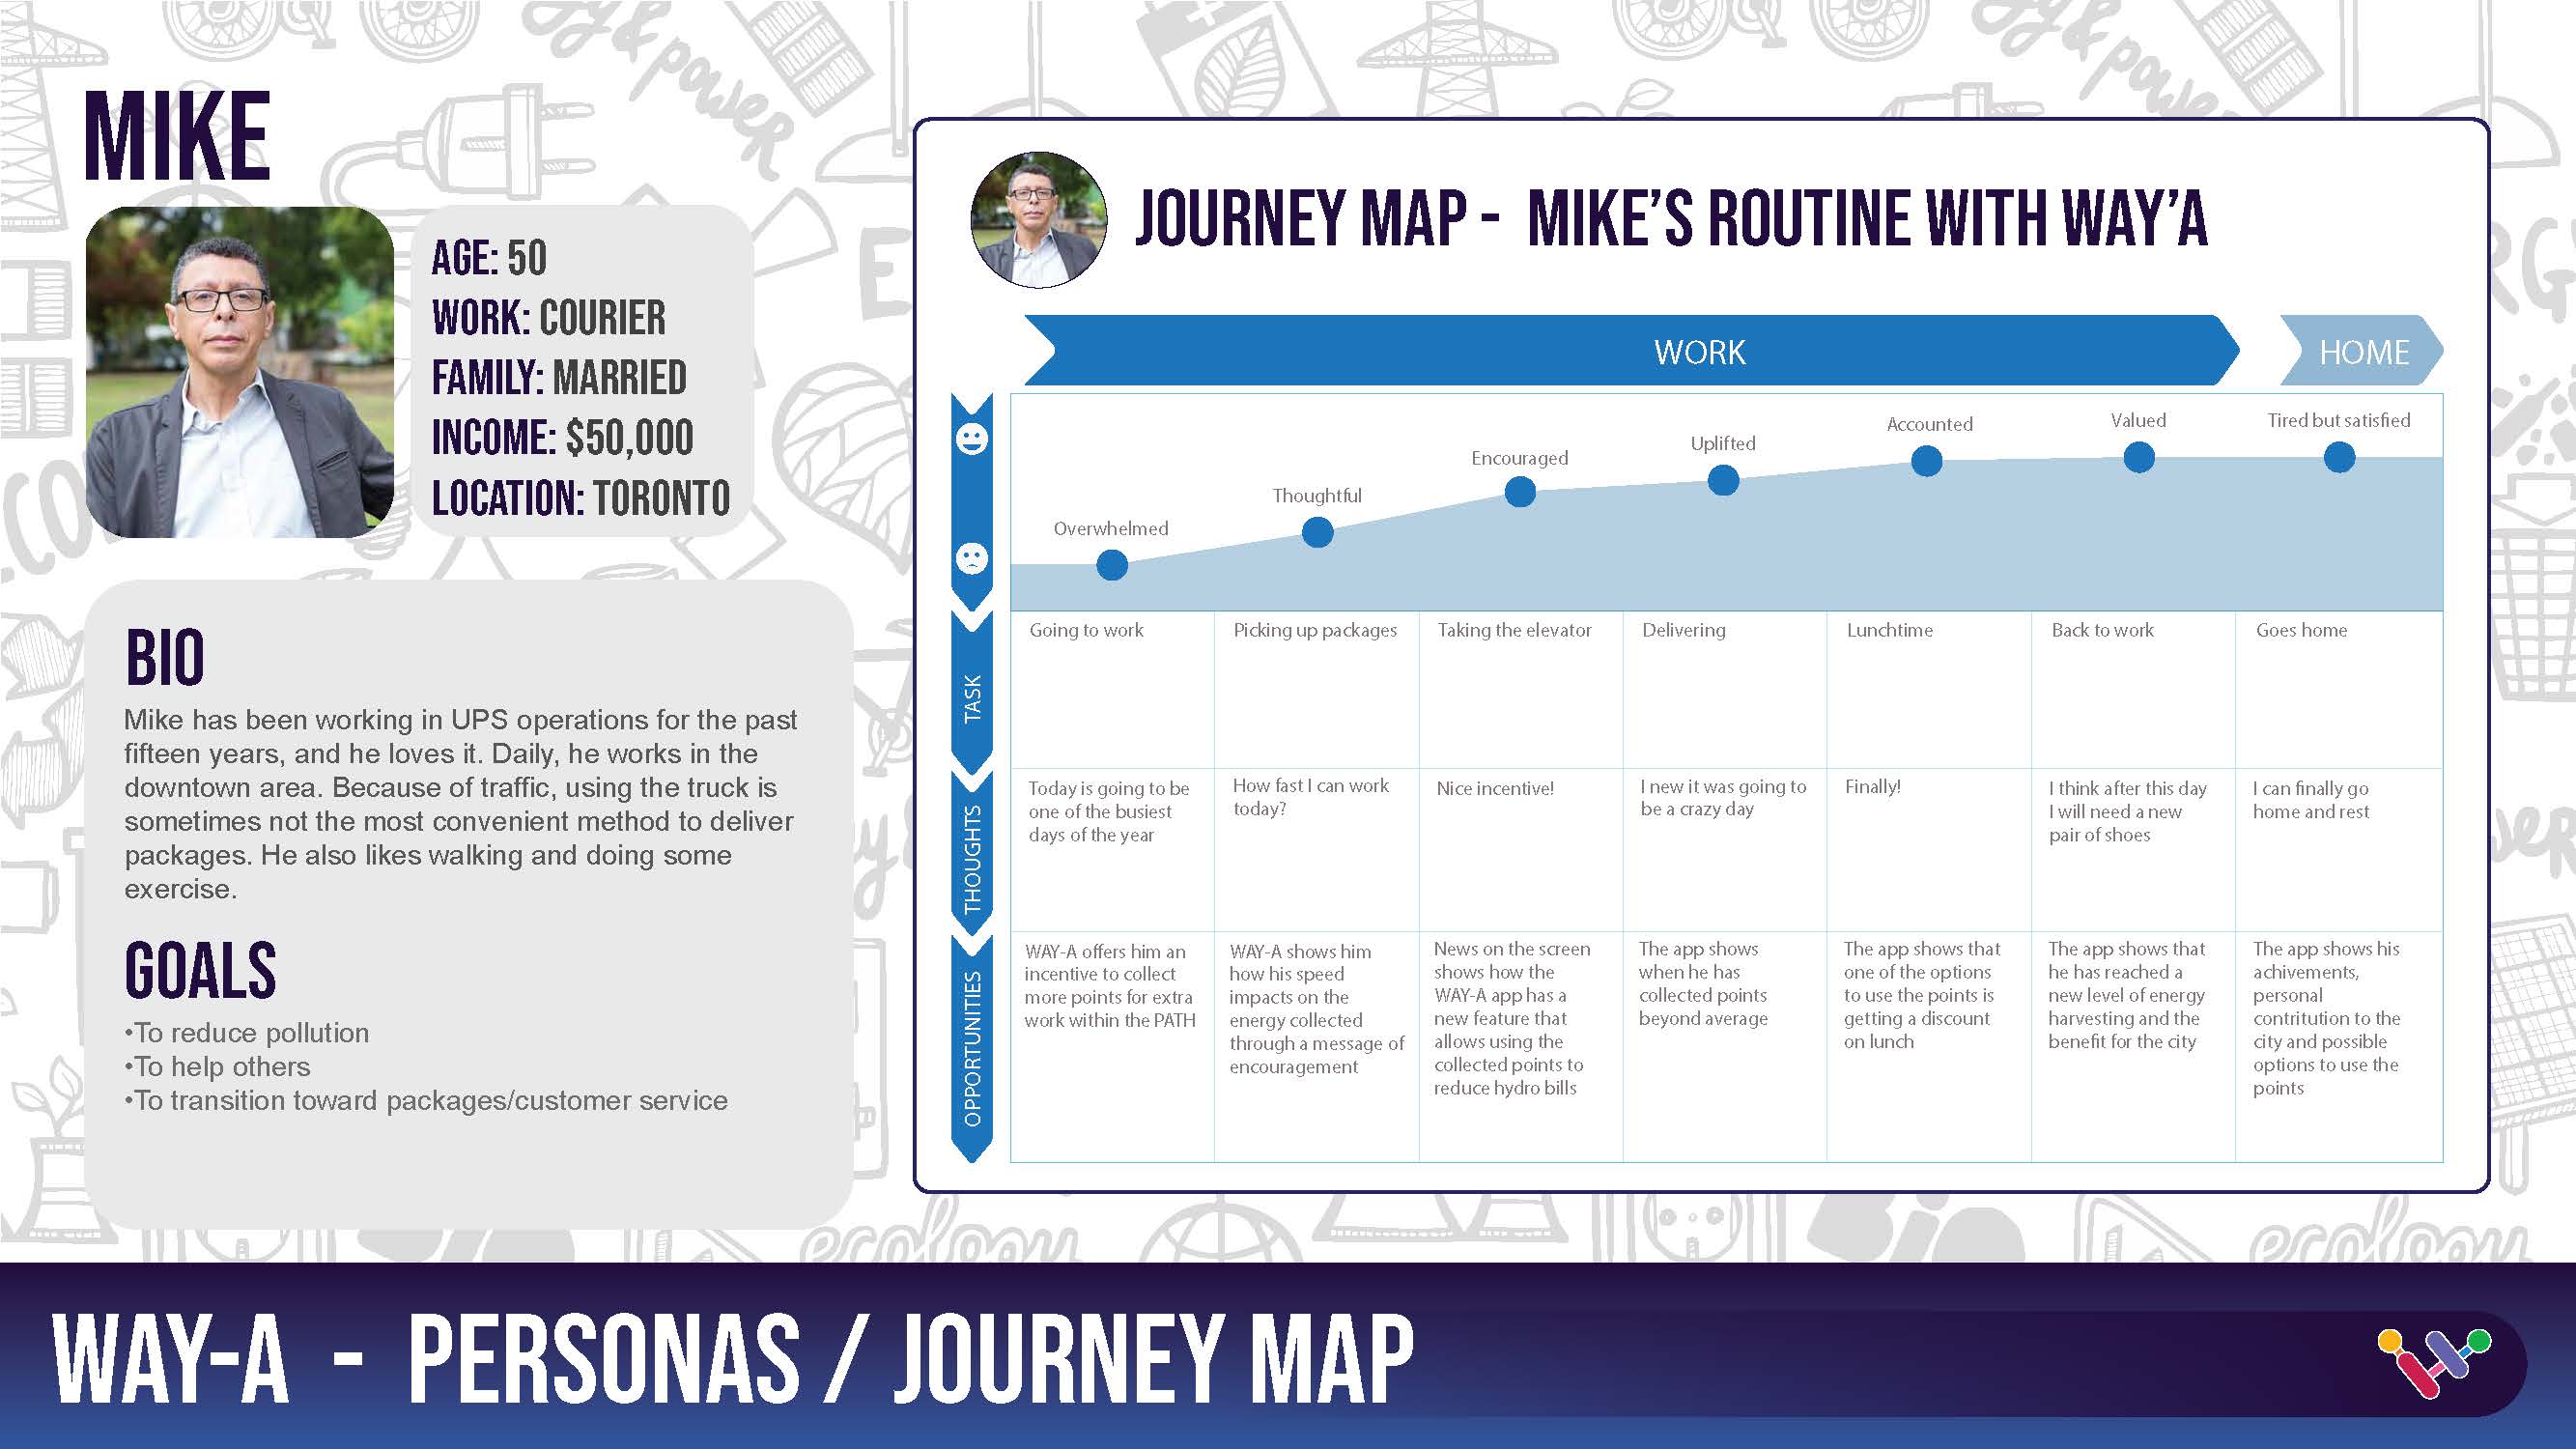 MIKE
AGE: 50
WORK: COURIER
FAMILY: MARRIED
INCOME: $50,000
LOCATION: TORONTO
BIO
Mike has been working in UPS operations for the past
fifteen years, and he loves it. Daily, he works in the
downtown area. Because of traffic, using the truck is
sometimes not the most convenient method to deliver
packages. He also likes walking and doing some
exercise.
GOALS
•To reduce pollution
•To help others
•To transition toward packages/customer service
JOURNEY MAP - MIKE'S ROUTINE WITH WAY'A
WORK
HOME
Overwhelmed
Thoughtful
Encouraged
Uplifted
Accounted
Valued
Tired but satisfied
TASK
Going to work
Picking up packages
Taking the elevator
Delivering
Lunchtime
Back to work
Goes home
THOUGHTS
Today is going to be
one of the busiest
days of the year
How fast I can work
today?
Nice incentive!
I new it was going to
be a crazy day
Finally!
I think after this day
I will need a new
pair of shoes
I can finally go
home and rest
OPPORTUNITIES
WAY-A offers him an
incentive to collect
more points for extra
work within the PATH
WAY-A shows him
how his speed
impacts on the
energy collected
through a message of
encouragement
News on the screen
shows how the
WAY-A app has a
new feature that
allows using the
collected points to
reduce hydro bills
The app shows
when he has
collected points
beyond average
The app shows that
one of the options
to use the points is
getting a discount
on lunch
The app shows that
he has reached a
new level of energy
harvesting and the
benefit for the city
The app shows his
achivements,
personal
contritution to the
city and possible
options to use the
points
y & power
y & power
ecology
ecology
WAY-A - PERSONAS / JOURNEY MAP